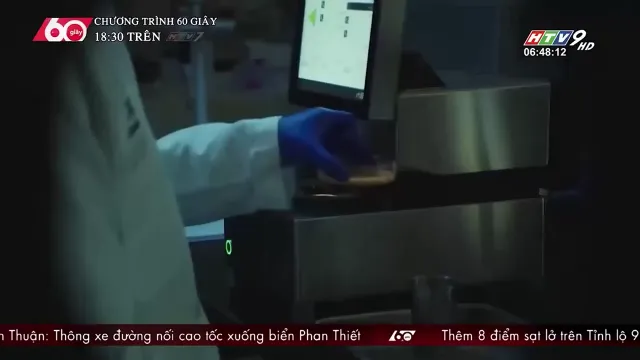 60 giây
CHƯƠNG TRÌNH 60 GIÂY
18:30 TRÊN HTV7
HTV9 HD
06:48:12
n Thuận: Thông xe đường nối cao tốc xuống biển Phan Thiết
60
Thêm 8 điểm sạt lở trên Tỉnh lộ 9